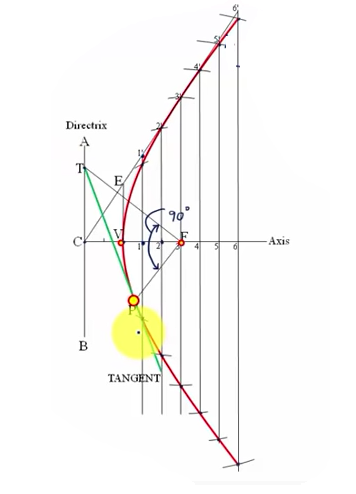 6'
5'
4'
3'
Directrix
2'
A
1'
T
E
90°
C
V
1
2
F
3
4
5
6
Axis
P
B
TANGENT